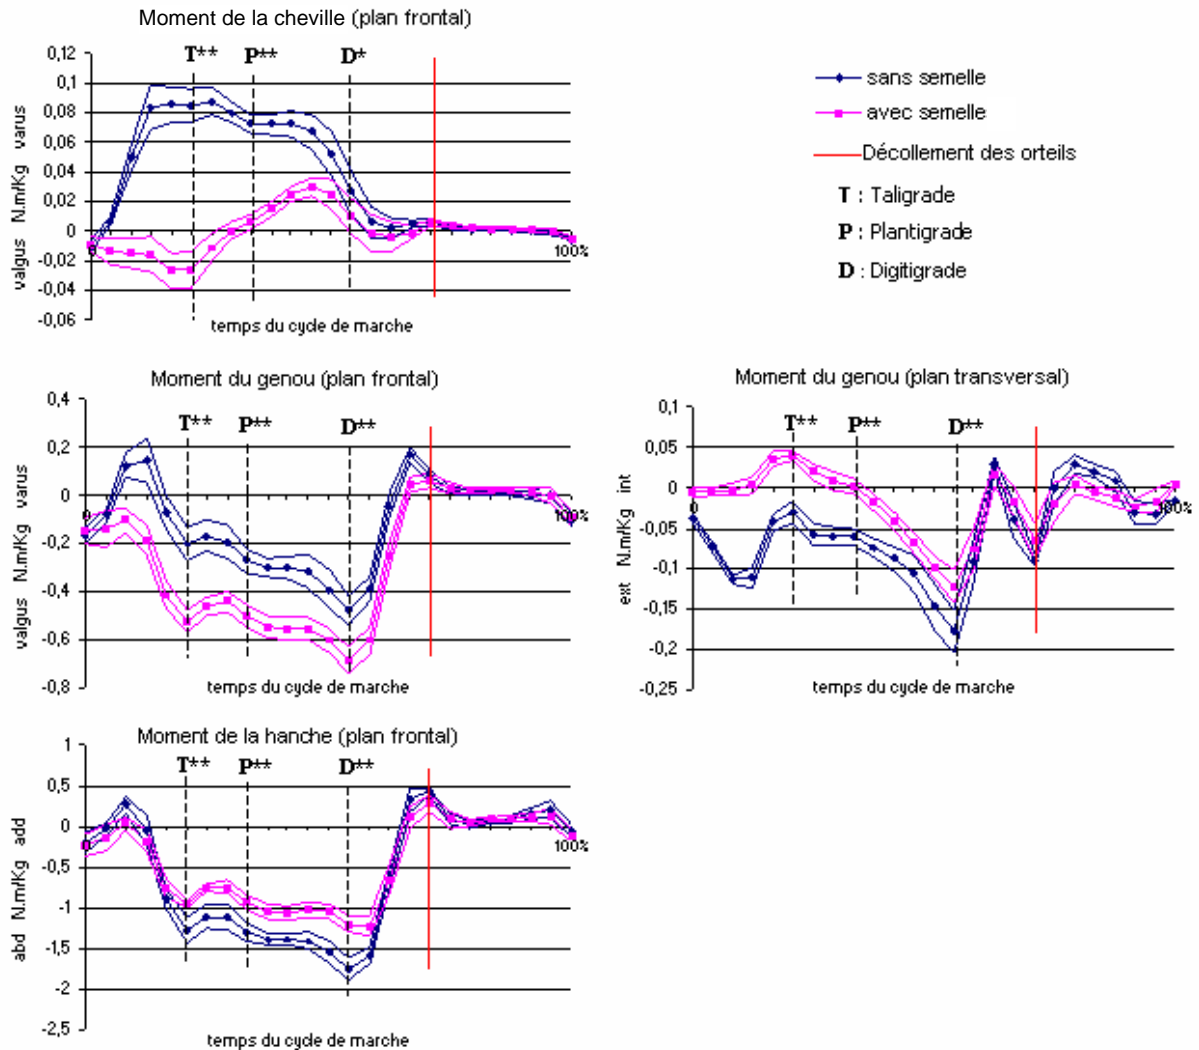 Moment de la cheville (plan frontal)
0,12
0,1
0,08
0,06
0,04
0,02
0
-0,02
-0,04
-0,06
valgus N.m/Kg varus
T** P** D*
0
100%
temps du cycle de marche
sans semelle
avec semelle
Décollement des orteils
T : Taligrade
P : Plantigrade
D : Digitigrade
Moment du genou (plan frontal)
0,4
0,2
0
-0,2
-0,4
-0,6
-0,8
valgus N.m/Kg varus
T** P** D**
0
100%
temps du cycle de marche
Moment du genou (plan transversal)
0,1
0,05
0
-0,05
-0,1
-0,15
-0,2
-0,25
ext N.m/Kg int
T** P** D**
0
100%
temps du cycle de marche
Moment de la hanche (plan frontal)
1
0,5
0
-0,5
-1
-1,5
-2
-2,5
abd N.m/Kg add
T** P** D**
0
100%
temps du cycle de marche